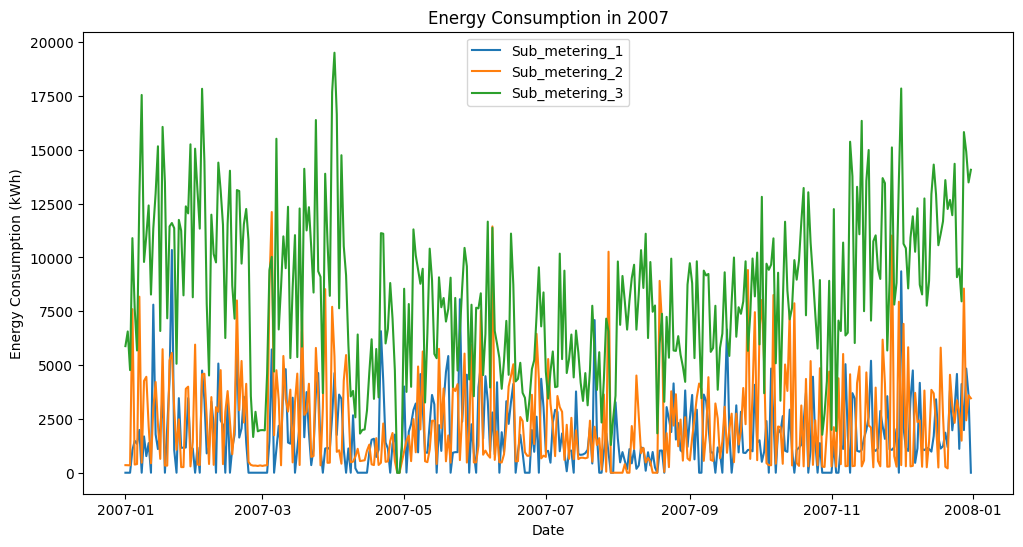 Energy Consumption in 2007
Sub_metering_1
Sub_metering_2
Sub_metering_3
Energy Consumption (kWh)
20000
17500
15000
12500
10000
7500
5000
2500
0
2007-01
2007-03
2007-05
2007-07
2007-09
2007-11
2008-01
Date